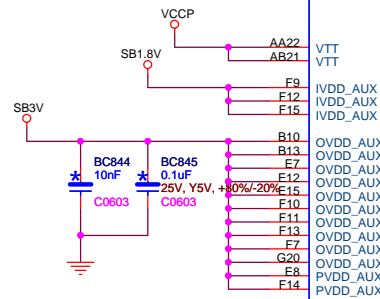 VCCP
AA22 VTT
AB21 VTT
SB1.8V
F9 IVDD_AUX
F12 IVDD_AUX
F15 IVDD_AUX
SB3V
B10 OVDD_AUX
B13 OVDD_AUX
E7 OVDD_AUX
E12 OVDD_AUX
E15 OVDD_AUX
F10 OVDD_AUX
F11 OVDD_AUX
F13 OVDD_AUX
F7 OVDD_AUX
G20 OVDD_AUX
E8 PVDD_AUX
F14 PVDD_AUX
BC844
10nF
C0603
BC845
0.1uF
25V, Y5V, +80%/-20%
C0603